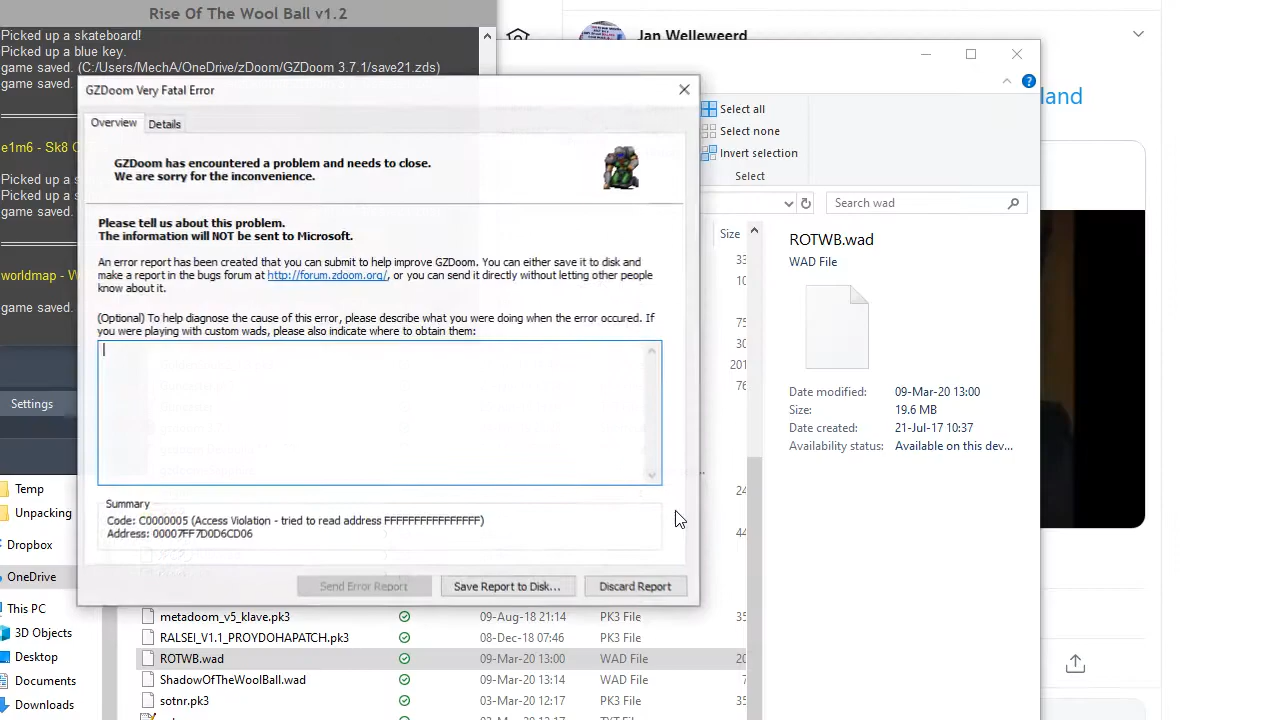 Rise Of The Wool Ball v1.2
Picked up a skateboard!
Picked up a blue key.
game saved. (C:/Users/MechA/OneDrive/zDoom/GZDoom 3.7.1/save21.zds)
game saved.
e1m6 - Sk8
Picked up a
Picked up a
game saved.
worldmap - W
game saved.
Settings
Temp
Unpacking
Dropbox
OneDrive
This PC
3D Objects
Desktop
Documents
Downloads
GZDoom Very Fatal Error
Overview
Details
GZDoom has encountered a problem and needs to close.
We are sorry for the inconvenience.
Please tell us about this problem.
The information will NOT be sent to Microsoft.
An error report has been created that you can submit to help improve GZDoom. You can either save it to disk and
make a report in the bugs forum at http://forum.zdoom.org/, or you can send it directly without letting other people
know about it.
(Optional) To help diagnose the cause of this error, please describe what you were doing when the error occured. If
you were playing with custom wads, please also indicate where to obtain them:
Summary
Code: C0000005 (Access Violation - tried to read address FFFFFFFFFFFFFFFF)
Address: 00007FF7D0D6CD06
Send Error Report
Save Report to Disk...
Discard Report
metadoom_v5_klave.pk3 09-Aug-18 21:14 PK3 File 35
RALSEI_V1.1_PROYDOHAPATCH.pk3 08-Dec-18 07:46 PK3 File
ROTWB.wad 09-Mar-20 13:00 WAD File 20
ShadowOfTheWoolBall.wad 09-Mar-20 13:14 WAD File 7
sotnr.pk3 03-Mar-20 12:17 PK3 File 35
Jan Welleweerd
land
Select all
Select none
Invert selection
Select
Search wad
Size
33
10
75
30
201
76
24
44
ROTWB.wad
WAD File
Date modified: 09-Mar-20 13:00
Size: 19.6 MB
Date created: 21-Jul-17 10:37
Availability status: Available on this dev...